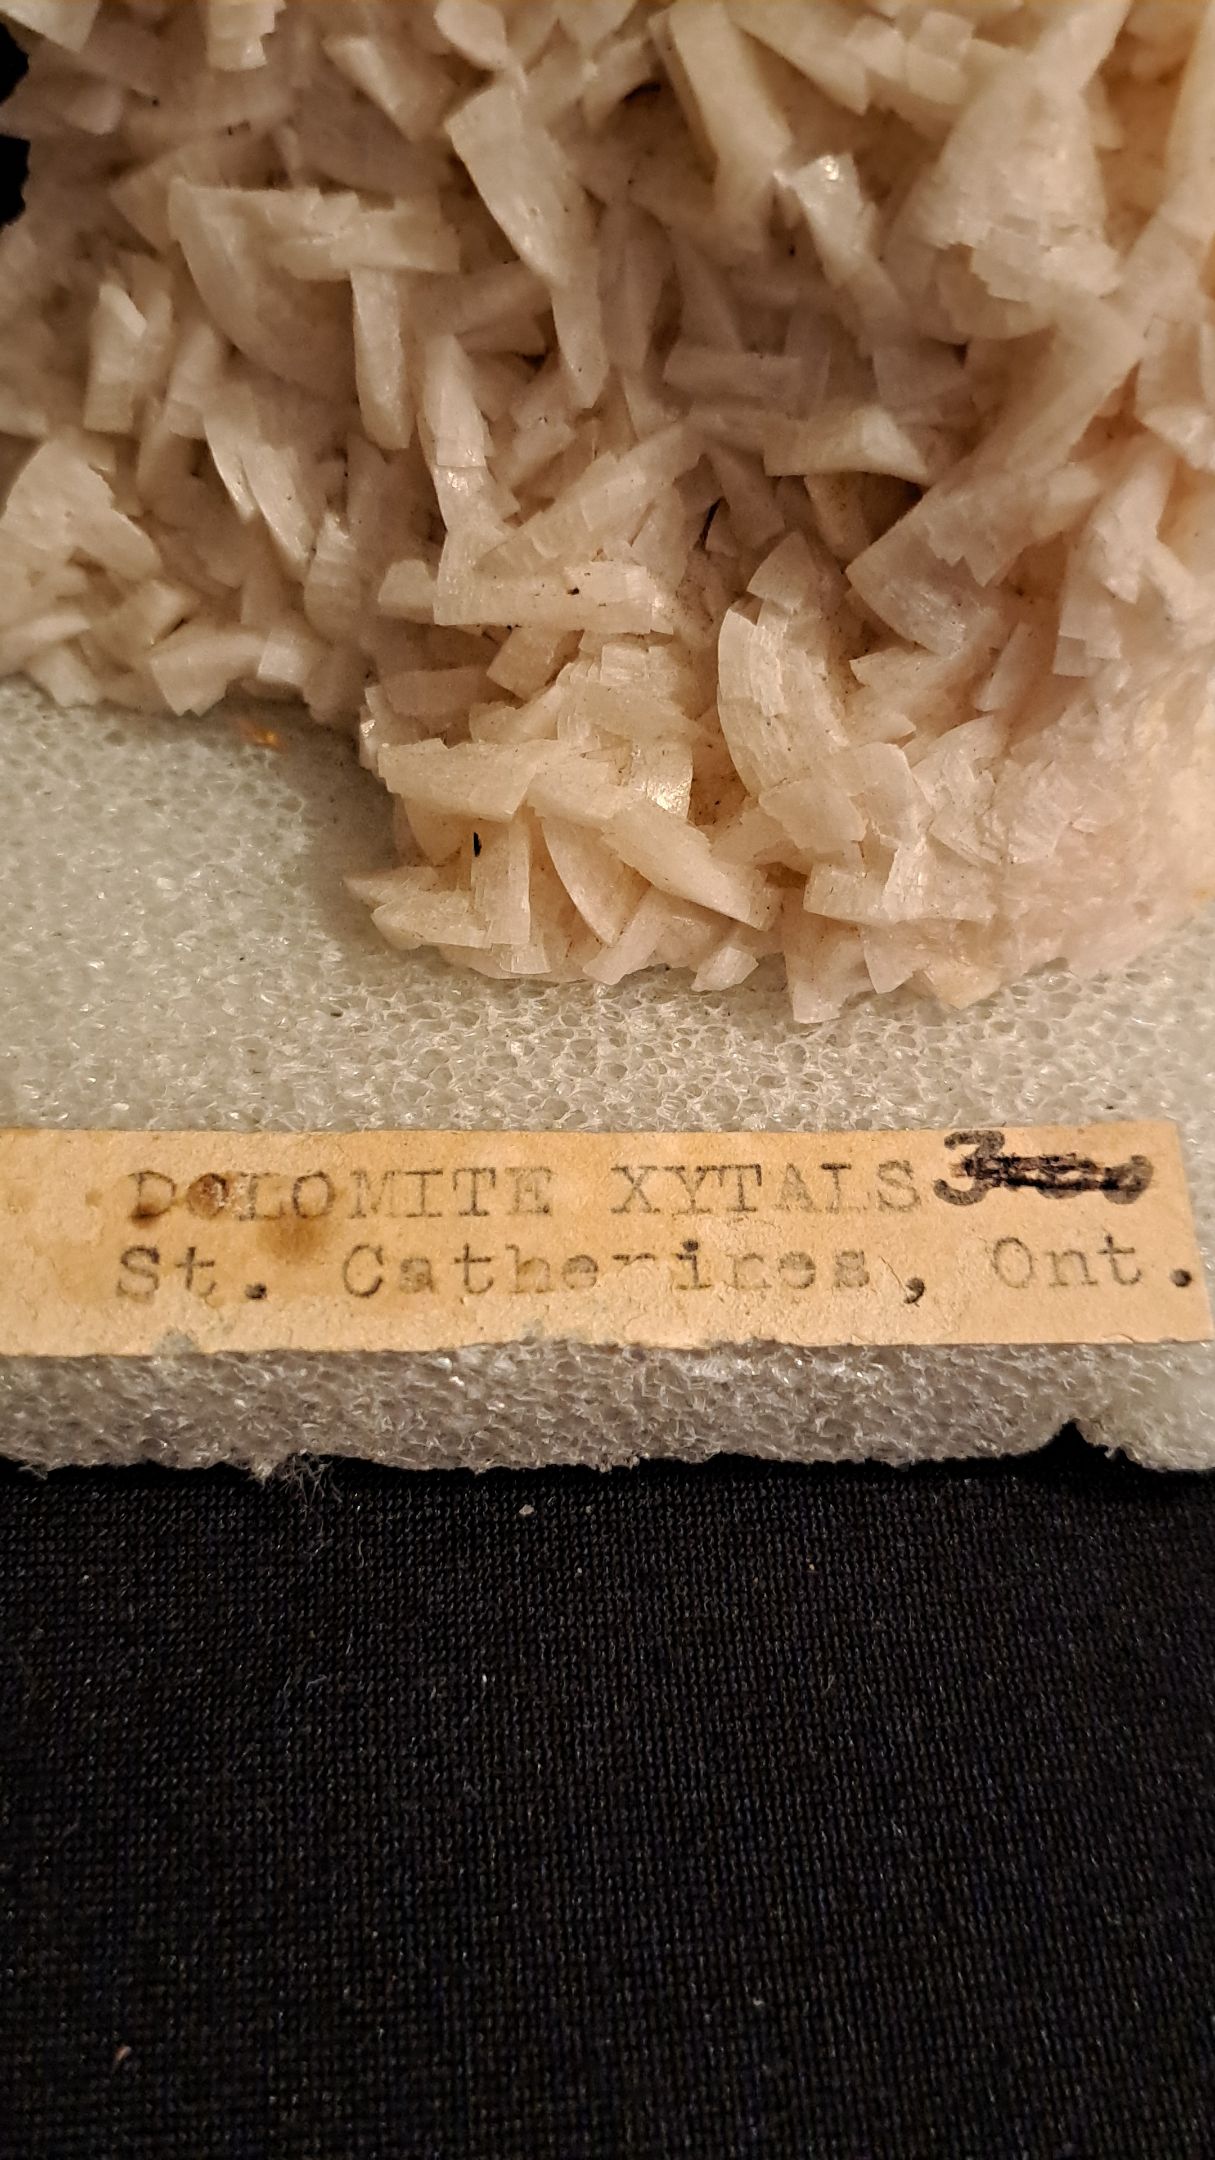 DOLOMITE XYTALS 3
St. Catherines, Ont.